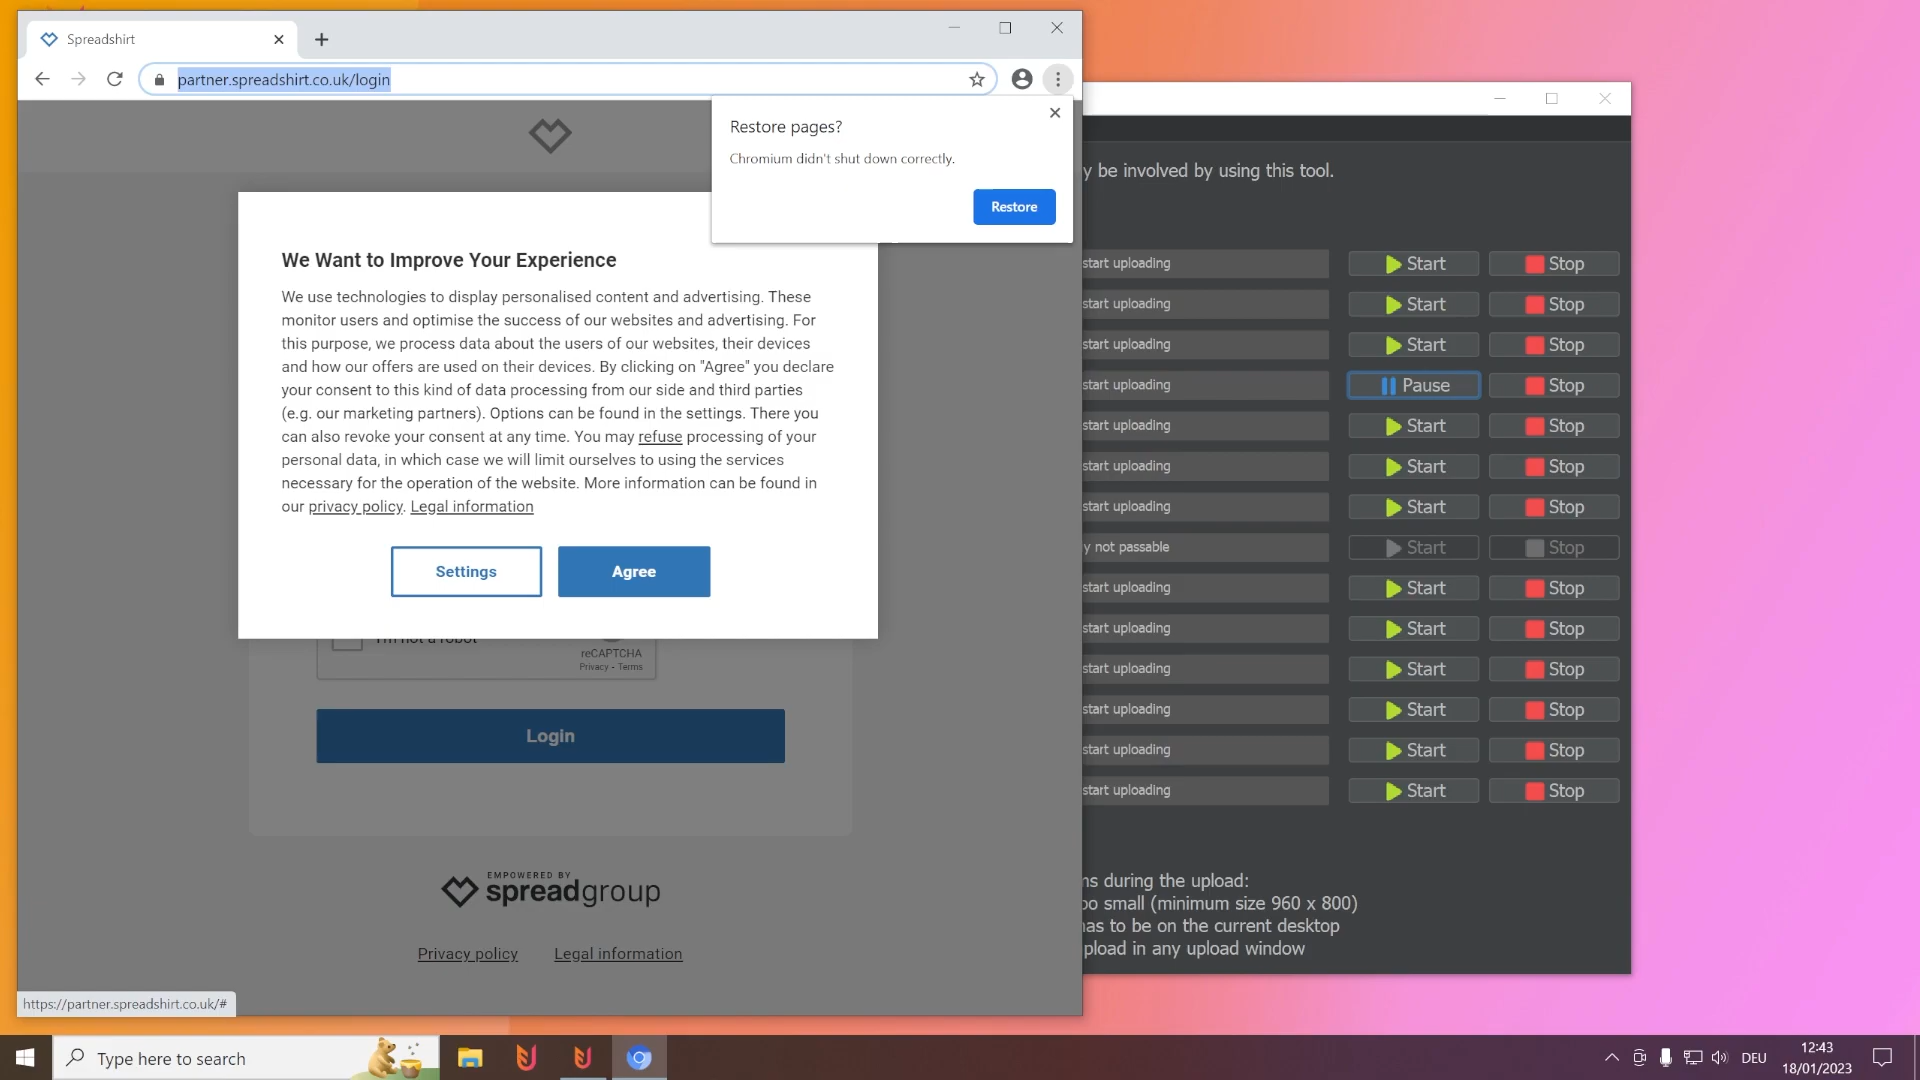 Spreadshirt
partner.spreadshirt.co.uk/login
Restore pages?
Chromium didn't shut down correctly.
Restore
We Want to Improve Your Experience
We use technologies to display personalised content and advertising. These
monitor users and optimise the success of our websites and advertising. For
this purpose, we process data about the users of our websites, their devices
and how our offers are used on their devices. By clicking on "Agree" you declare
your consent to this kind of data processing from our side and third parties
(e.g. our marketing partners). Options can be found in the settings. There you
can also revoke your consent at any time. You may refuse processing of your
personal data, in which case we will limit ourselves to using the services
necessary for the operation of the website. More information can be found in
our privacy policy. Legal information
Settings
Agree
I'm not a robot
reCAPTCHA
Privacy - Terms
Login
EMPOWERED BY
spreadgroup
Privacy policy
Legal information
https://partner.spreadshirt.co.uk/#
y be involved by using this tool.
start uploading Start Stop
start uploading Start Stop
start uploading Start Stop
start uploading Pause Stop
start uploading Start Stop
start uploading Start Stop
start uploading Start Stop
y not passable Start Stop
start uploading Start Stop
start uploading Start Stop
start uploading Start Stop
start uploading Start Stop
start uploading Start Stop
start uploading Start Stop
ns during the upload:
oo small (minimum size 960 x 800)
has to be on the current desktop
pload in any upload window
Type here to search
DEU
12:43
18/01/2023